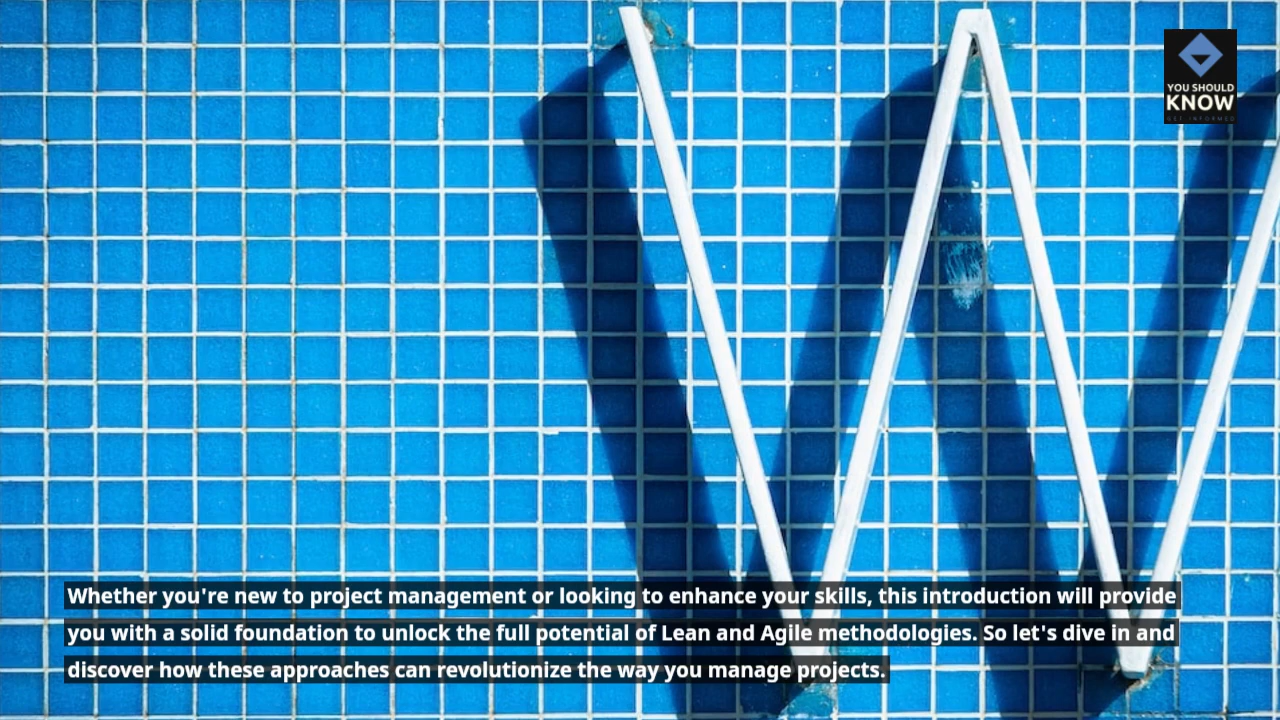 YOU SHOULD
KNOW
GET INFORMED
W
Whether you're new to project management or looking to enhance your skills, this introduction will provide
you with a solid foundation to unlock the full potential of Lean and Agile methodologies. So let's dive in and
discover how these approaches can revolutionize the way you manage projects.